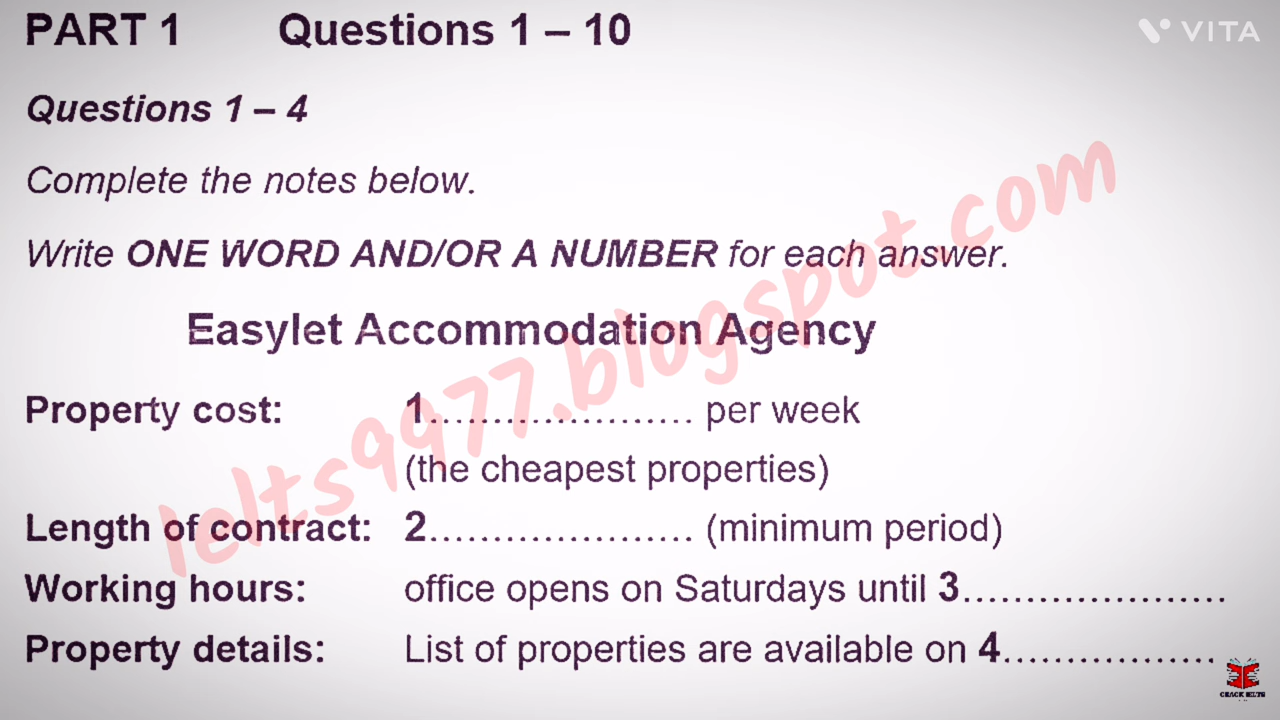 PART 1 Questions 1 – 10
VITA
Questions 1 – 4
Complete the notes below.
Write ONE WORD AND/OR A NUMBER for each answer.
Easylet Accommodation Agency
Property cost: 1..................... per week
(the cheapest properties)
Length of contract: 2..................... (minimum period)
Working hours: office opens on Saturdays until 3.....................
Property details: List of properties are available on 4.................
Ielts9977.blogspot.com
CRACK IELTS